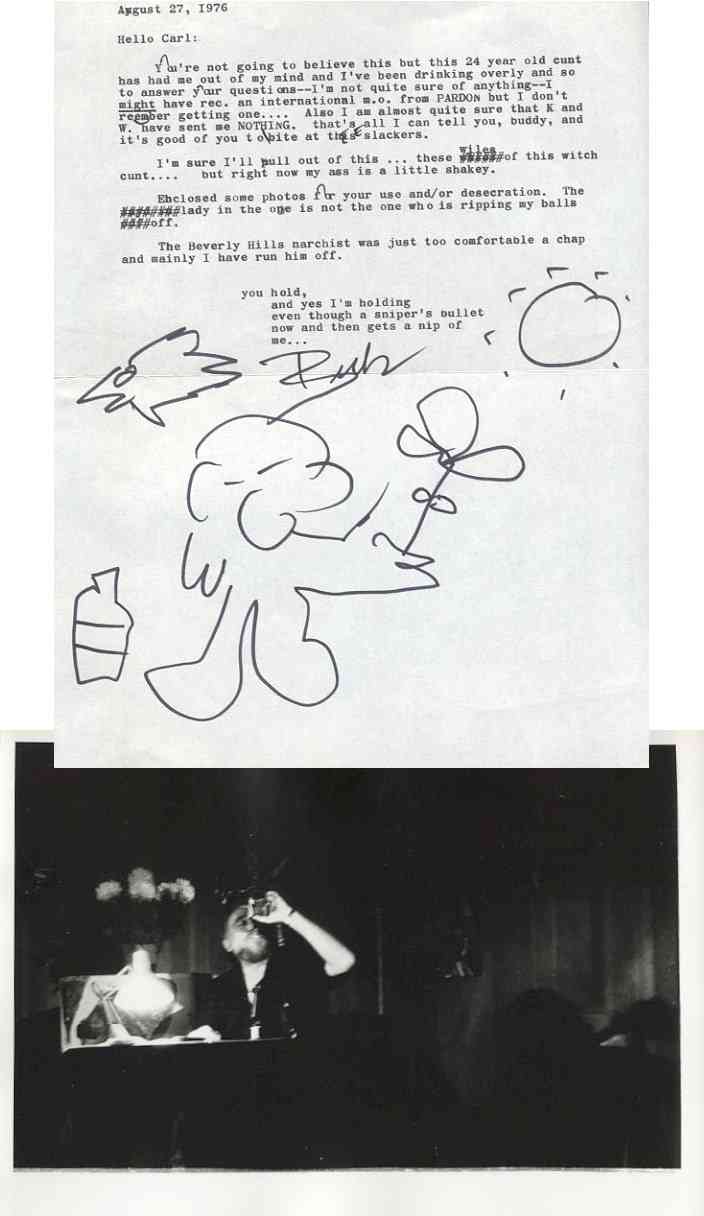 August 27, 1976
Hello Carl:
You're not going to believe this but this 24 year old cunt
has had me out of my mind and I've been drinking overly and so
to answer your questions--I'm not quite sure of anything--I
might have rec. an international m.o. from PARDON but I don't
reember getting one.... Also I am almost quite sure that K and
W. have sent me NOTHING. that's all I can tell you, buddy, and
it's good of you to bite at these slackers.
I'm sure I'll pull out of this ... these wiles of this witch
cunt.... but right now my ass is a little shakey.
Enclosed some photos for your use and/or desecration. The
lady in the one is not the one who is ripping my balls
off.
The Beverly Hills narchist was just too comfortable a chap
and mainly I have run him off.
you hold,
and yes I'm holding
even though a sniper's bullet
now and then gets a nip of
me...